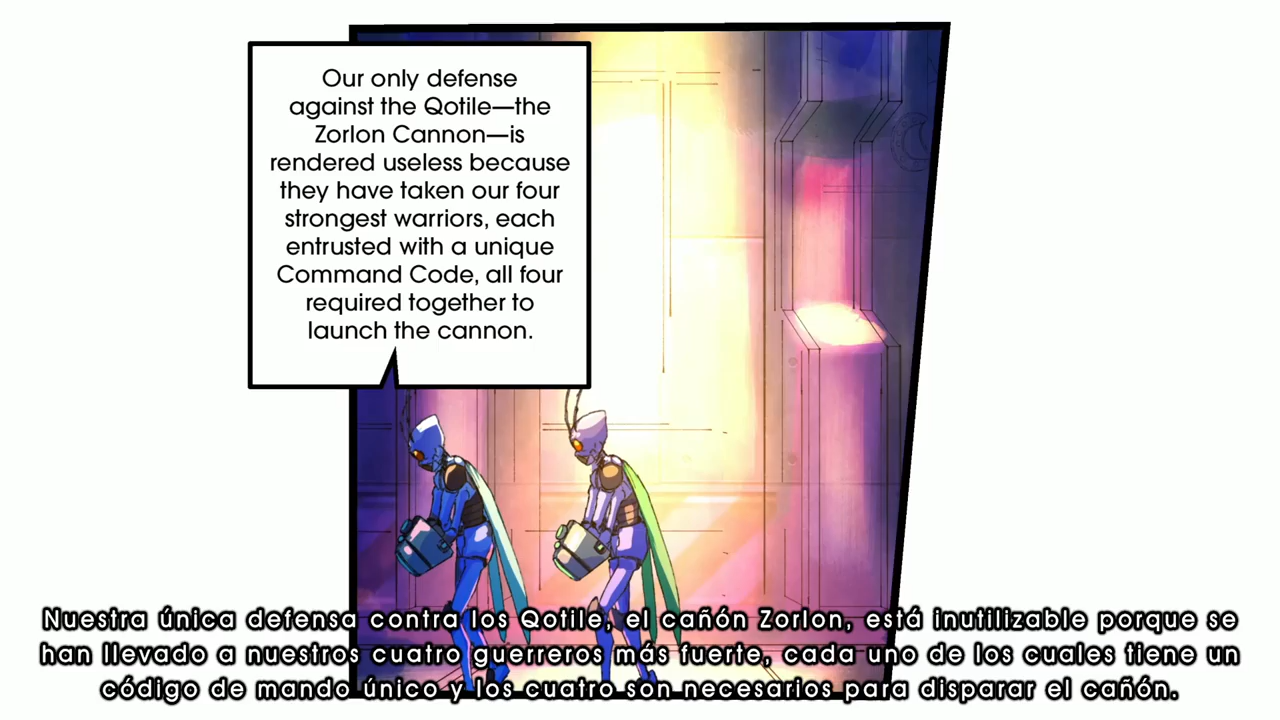 Our only defense
against the Qotile—the
Zorlon Cannon—is
rendered useless because
they have taken our four
strongest warriors, each
entrusted with a unique
Command Code, all four
required together to
launch the cannon.
Nuestra única defensa contra los Qotile, el cañón Zorlon, está inutilizable porque se
han llevado a nuestros cuatro guerreros más fuerte, cada uno de los cuales tiene un
código de mando único y los cuatro son necesarios para disparar el cañón.